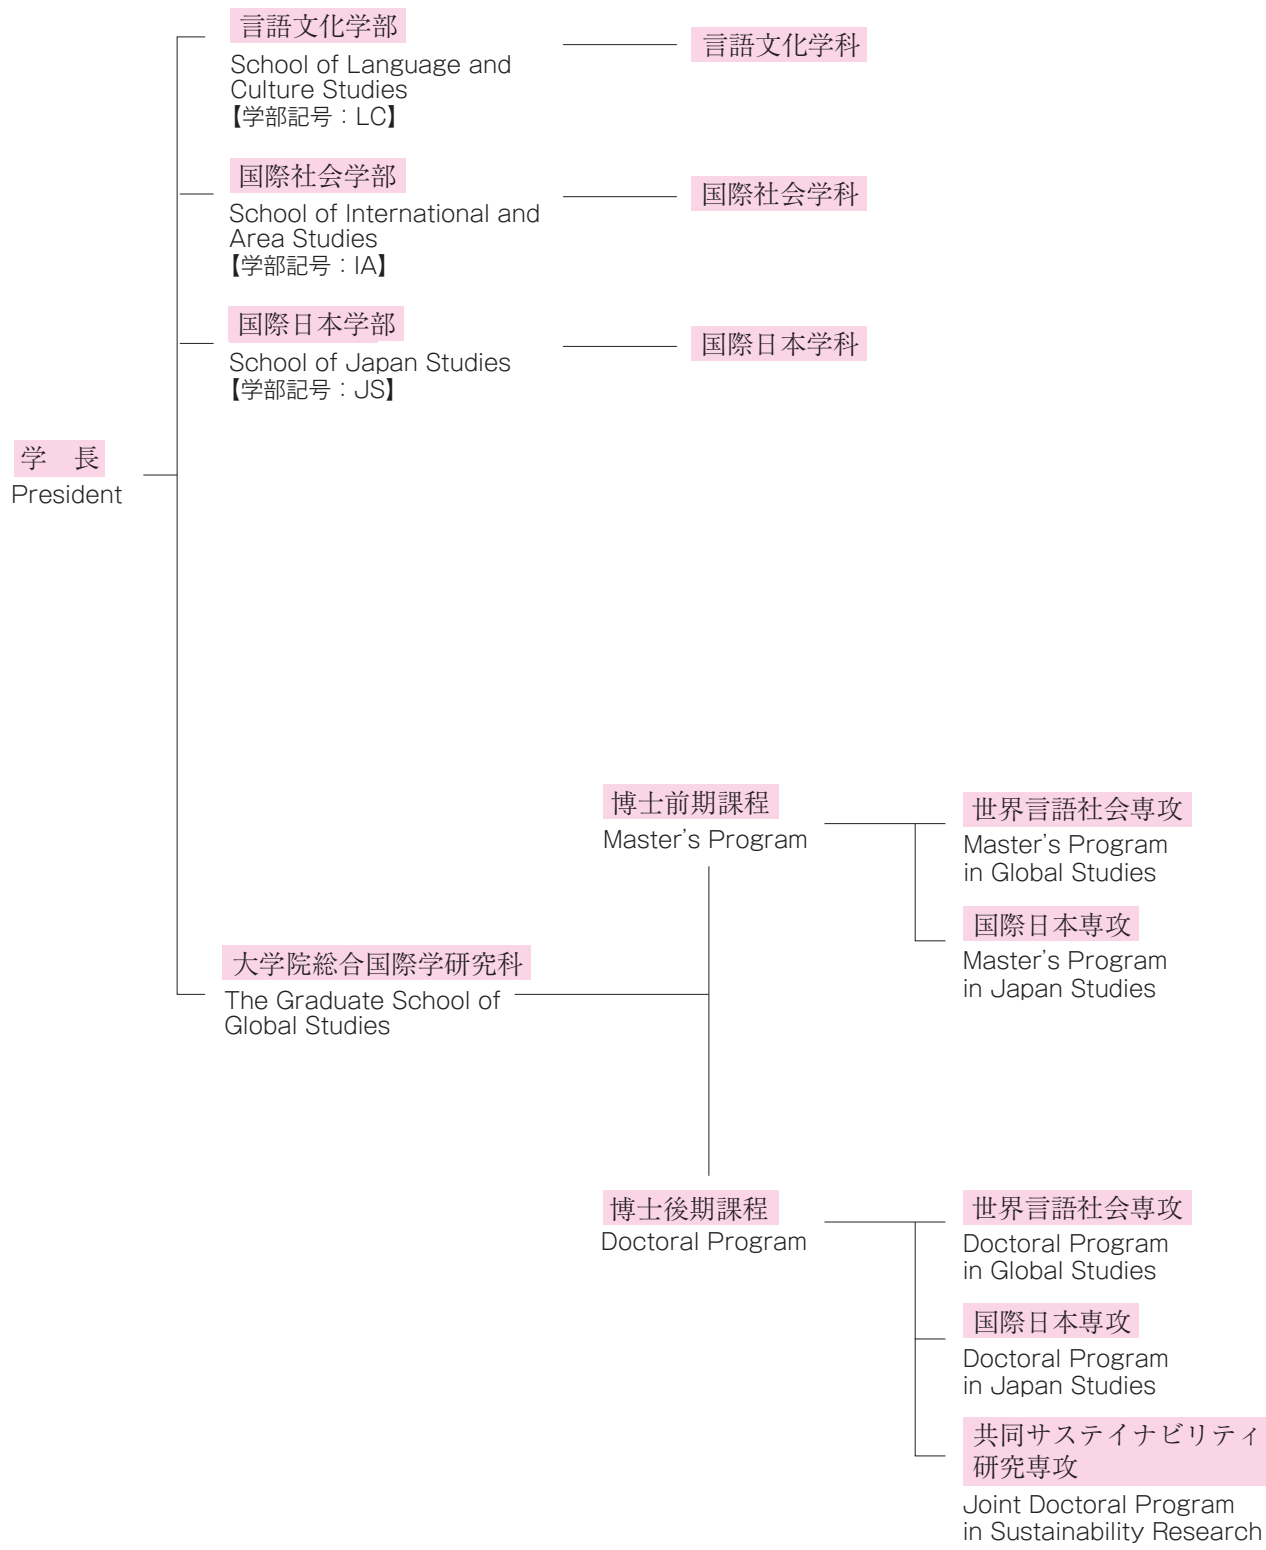 言語文化学部
School of Language and
Culture Studies
【学部記号：LC】
言語文化学科
国際社会学部
School of International and
Area Studies
【学部記号：IA】
国際社会学科
国際日本学部
School of Japan Studies
【学部記号：JS】
国際日本学科
学　長
President
大学院総合国際学研究科
The Graduate School of
Global Studies
博士前期課程
Master's Program
世界言語社会専攻
Master's Program
in Global Studies
国際日本専攻
Master's Program
in Japan Studies
博士後期課程
Doctoral Program
世界言語社会専攻
Doctoral Program
in Global Studies
国際日本専攻
Doctoral Program
in Japan Studies
共同サステイナビリティ
研究専攻
Joint Doctoral Program
in Sustainability Research